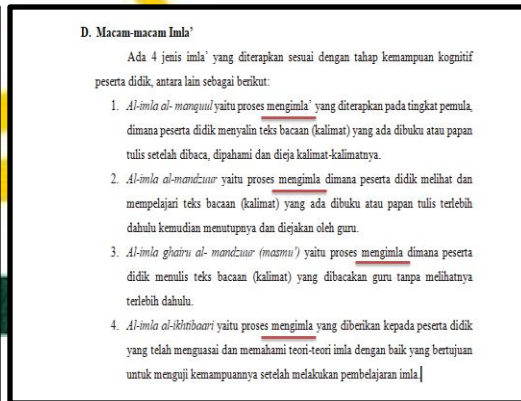 D. Macam-macam Imla’
Ada 4 jenis imla’ yang diterapkan sesuai dengan tahap kemampuan kognitif
peserta didik, antara lain sebagai berikut:
1. Al-imla al- manquul yaitu proses mengimla’ yang diterapkan pada tingkat pemula,
dimana peserta didik menyalin teks bacaan (kalimat) yang ada dibuku atau papan
tulis setelah dibaca, dipahami dan dieja kalimat-kalimatnya.
2. Al-imla al-mandzuur yaitu proses mengimla dimana peserta didik melihat dan
mempelajari teks bacaan (kalimat) yang ada dibuku atau papan tulis terlebih
dahulu kemudian menutupnya dan diejakan oleh guru.
3. Al-imla ghairu al- mandzuur (masmu’) yaitu proses mengimla dimana peserta
didik menulis teks bacaan (kalimat) yang dibacakan guru tanpa melihatnya
terlebih dahulu.
4. Al-imla al-ikhtibaari yaitu proses mengimla yang diberikan kepada peserta didik
yang telah menguasai dan memahami teori-teori imla dengan baik yang bertujuan
untuk menguji kemampuannya setelah melakukan pembelajaran imla.